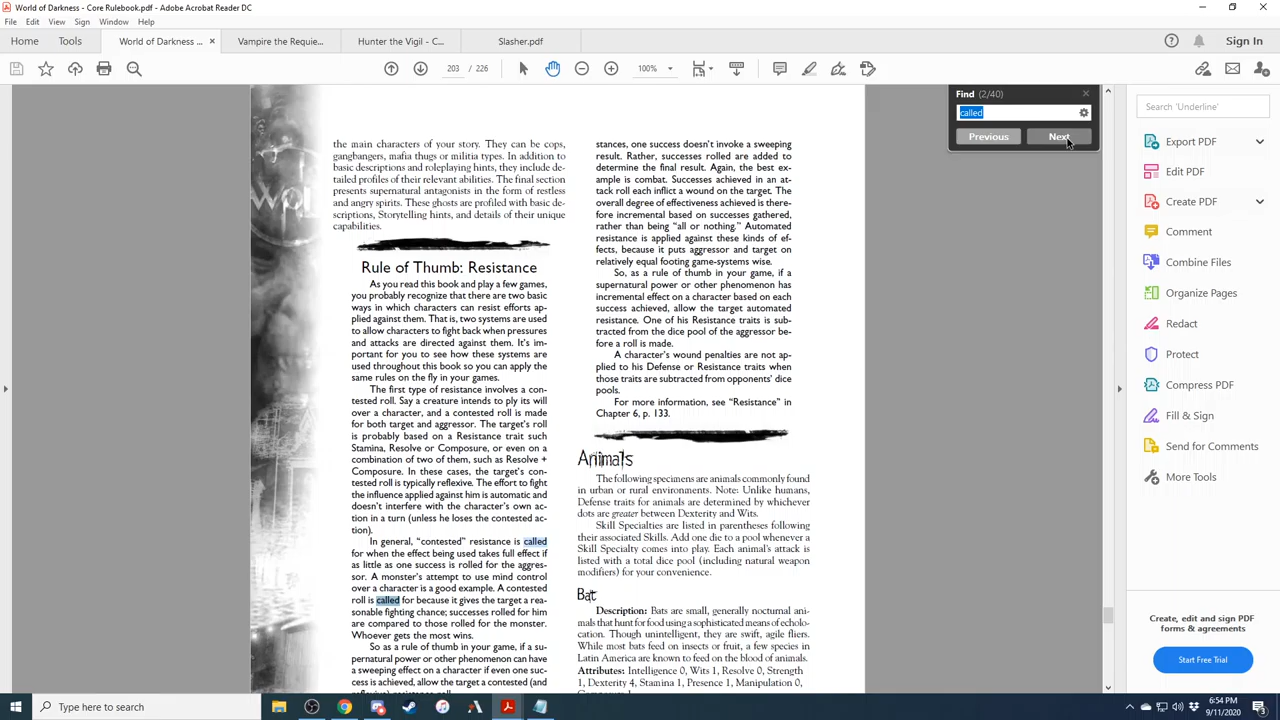 World of Darkness - Core Rulebook.pdf - Adobe Acrobat Reader DC
File Edit View Sign Window Help
Home Tools World of Darkness ... × Vampire the Requie... Hunter the Vigil - C... Slasher.pdf Sign In
203 / 226 100%
Find (2/40)
called
Previous Next
Search 'Underline'
Export PDF
Edit PDF
Create PDF
Comment
Combine Files
Organize Pages
Redact
Protect
Compress PDF
Fill & Sign
Send for Comments
More Tools
Create, edit and sign PDF
forms & agreements
Start Free Trial
the main characters of your story. They can be cops,
gangbangers, mafia thugs or militia types. In addition to
basic descriptions and roleplaying hints, they include de-
tailed profiles of their relevant abilities. The final section
presents supernatural antagonists in the form of restless
and angry spirits. These ghosts are profiled with basic de-
scriptions, Storytelling hints, and details of their unique
capabilities.
Rule of Thumb: Resistance
As you read this book and play a few games,
you probably recognize that there are two basic
ways in which characters can resist efforts ap-
plied against them. That is, two systems are used
to allow characters to fight back when pressures
and attacks are directed against them. It's im-
portant for you to see how these systems are
used throughout this book so you can apply the
same rules on the fly in your games.
The first type of resistance involves a con-
tested roll. Say a creature intends to ply its will
over a character, and a contested roll is made
for both target and aggressor. The target's roll
is probably based on a Resistance trait such
Stamina, Resolve or Composure, or even on a
combination of two of them, such as Resolve +
Composure. In these cases, the target's con-
tested roll is typically reflexive. The effort to fight
the influence applied against him is automatic and
doesn't interfere with the character's own ac-
tion in a turn (unless he loses the contested ac-
tion).
In general, “contested” resistance is called
for when the effect being used takes full effect if
as little as one success is rolled for the aggres-
sor. A monster's attempt to use mind control
over a character is a good example. A contested
roll is called for because it gives the target a rea-
sonable fighting chance; successes rolled for him
are compared to those rolled for the monster.
Whoever gets the most wins.
So as a rule of thumb in your game, if a su-
pernatural power or other phenomenon can have
a sweeping effect on a character if even one suc-
cess is achieved, allow the target a contested (and
stances, one success doesn't invoke a sweeping
result. Rather, successes rolled are added to
determine the final result. Again, the best ex-
ample is combat. Successes achieved in an at-
tack roll each inflict a wound on the target. The
overall degree of effectiveness achieved is there-
fore incremental based on successes gathered,
rather than being “all or nothing.” Automated
resistance is applied against these kinds of ef-
fects, because it puts aggressor and target on
relatively equal footing game-systems wise.
So, as a rule of thumb in your game, if a
supernatural power or other phenomenon has
incremental effect on a character based on each
success achieved, allow the target automated
resistance. One of his Resistance traits is sub-
tracted from the dice pool of the aggressor be-
fore a roll is made.
A character's wound penalties are not ap-
plied to his Defense or Resistance traits when
those traits are subtracted from opponents' dice
pools.
For more information, see “Resistance” in
Chapter 6, p. 133.
Animals
The following specimens are animals commonly found
in urban or rural environments. Note: Unlike humans,
Defense traits for animals are determined by whichever
dots are greater between Dexterity and Wits.
Skill Specialties are listed in parentheses following
their associated Skills. Add one die to a pool whenever a
Skill Specialty comes into play. Each animal's attack is
listed with a total dice pool (including natural weapon
modifiers) for your convenience.
Bat
Description: Bats are small, generally nocturnal ani-
mals that hunt for food using a sophisticated means of echolo-
cation. Though unintelligent, they are swift, agile fliers.
While most bats feed on insects or fruit, a few species in
Latin America are known to feed on the blood of animals.
Attributes: Intelligence 0, Wits 1, Resolve 0, Strength
1, Dexterity 4, Stamina 1, Presence 1, Manipulation 0,
Type here to search
6:54 PM
9/11/2020